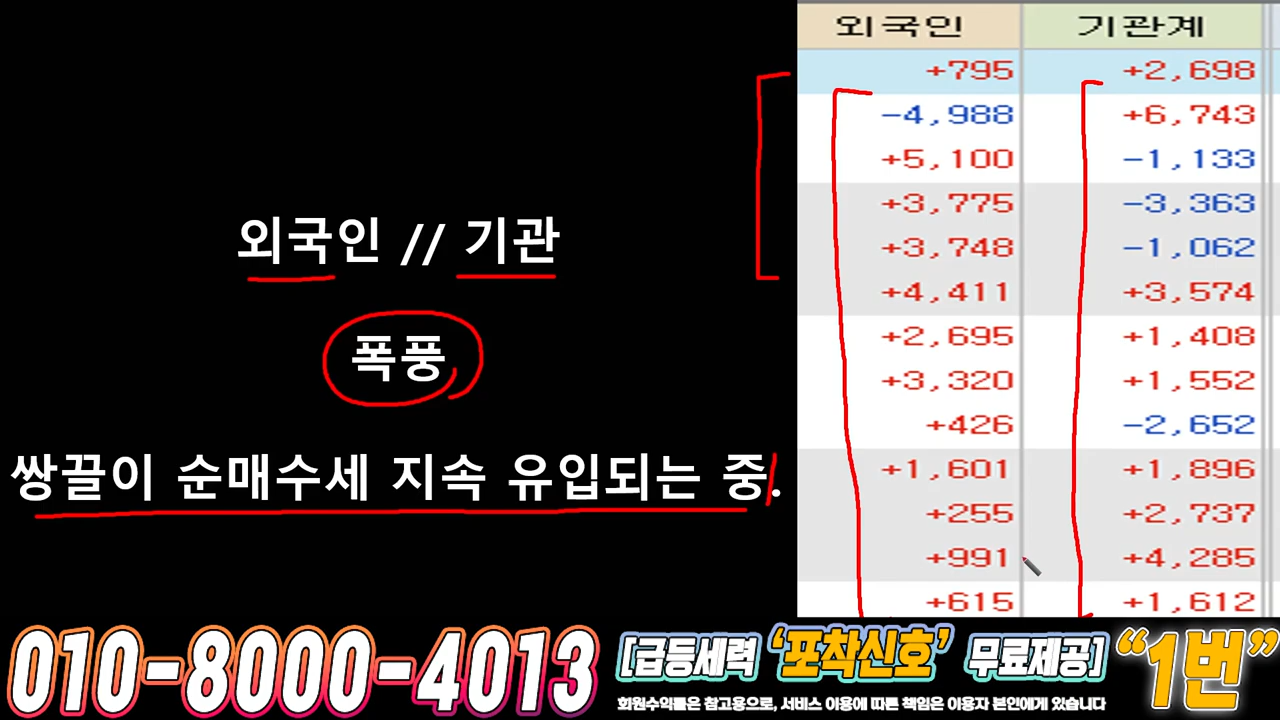 외국인 // 기관
폭풍
쌍끌이 순매수세 지속 유입되는 중.
외국인 기관계
+795 +2,698
-4,988 +6,743
+5,100 -1,133
+3,775 -3,363
+3,748 -1,062
+4,411 +3,574
+2,695 +1,408
+3,320 +1,552
+426 -2,652
+1,601 +1,896
+255 +2,737
+991 +4,285
+615 +1,612
010-8000-4013
[급등세력 '포착신호' 무료제공] "1번"
회원수익률은 참고용으로, 서비스 이용에 따른 책임은 이용자 본인에게 있습니다